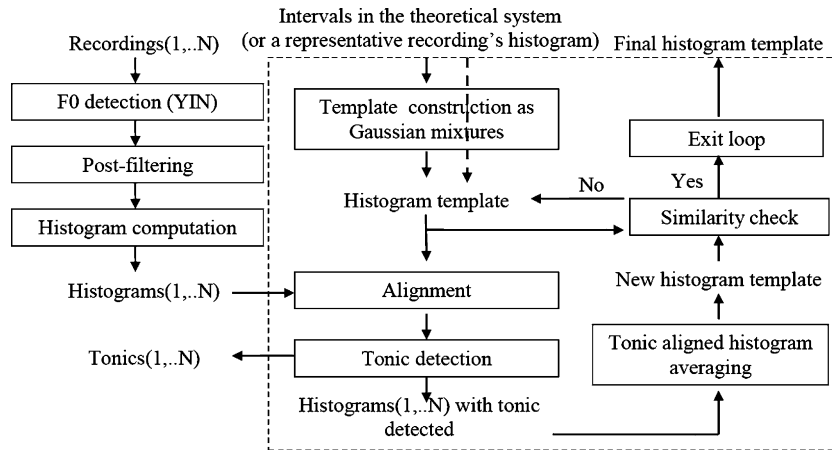 Recordings(1,..N)
F0 detection (YIN)
Post-filtering
Histogram computation
Histograms(1,..N)
Tonics(1,..N)
Intervals in the theoretical system
(or a representative recording's histogram)
Template construction as
Gaussian mixtures
Histogram template
Alignment
Tonic detection
Histograms(1,..N) with tonic
detected
Final histogram template
Exit loop
No
Yes
Similarity check
New histogram template
Tonic aligned histogram
averaging